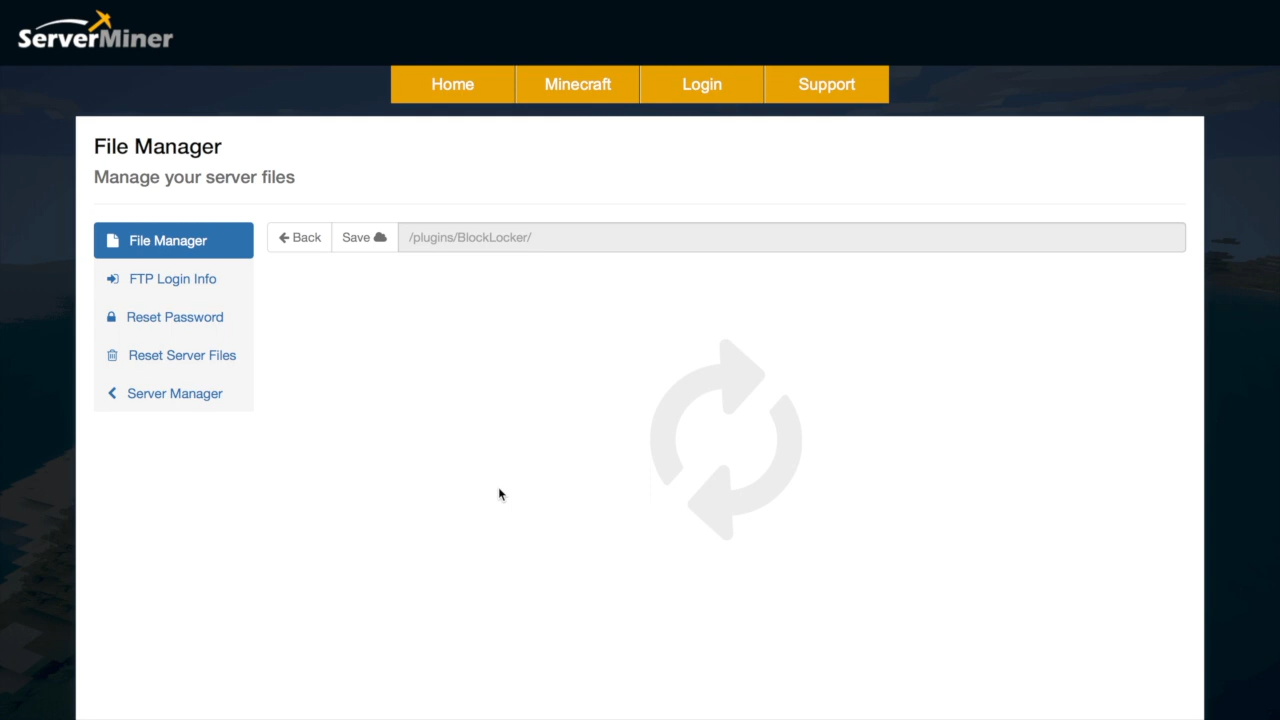 ServerMiner
Home
Minecraft
Login
Support
File Manager
Manage your server files
File Manager
FTP Login Info
Reset Password
Reset Server Files
Server Manager
Back
Save
/plugins/BlockLocker/